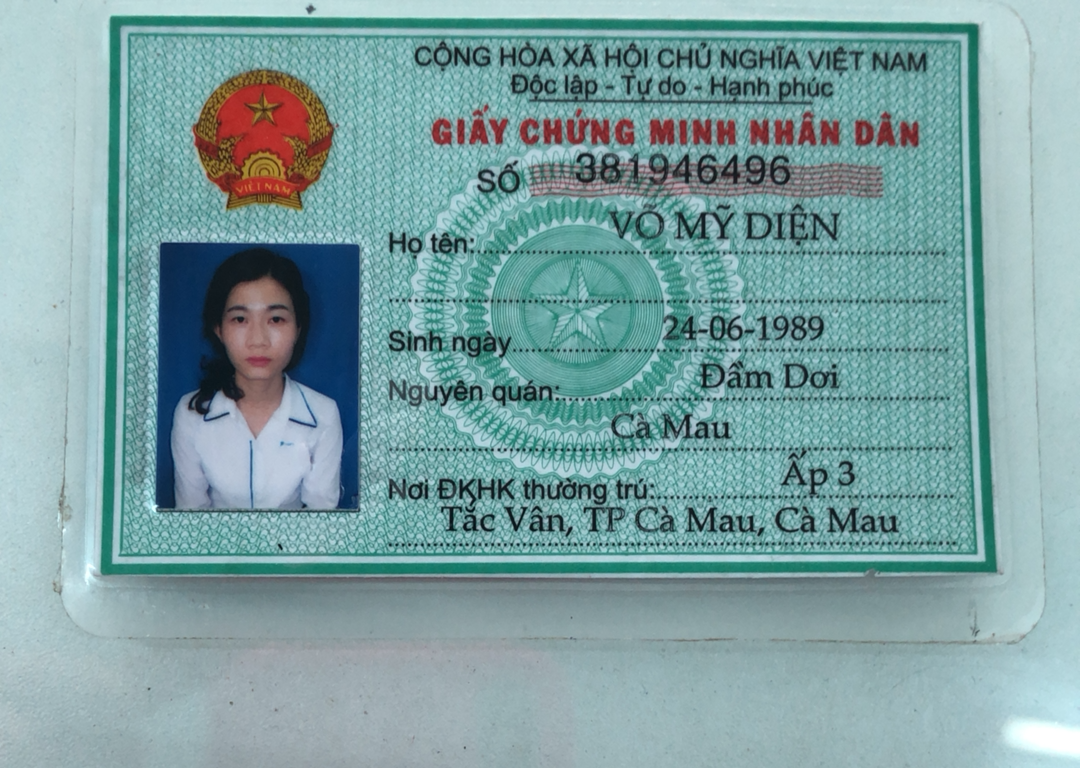 CỘNG HÒA XÃ HỘI CHỦ NGHĨA VIỆT NAM
Độc lập - Tự do - Hạnh phúc
GIẤY CHỨNG MINH NHÂN DÂN
SỐ 381946496
VIỆT NAM
Họ tên: VÕ MỸ DIỆN
Sinh ngày 24-06-1989
Nguyên quán: Đầm Dơi
Cà Mau
Nơi ĐKHK thường trú: Ấp 3
Tắc Vân, TP Cà Mau, Cà Mau